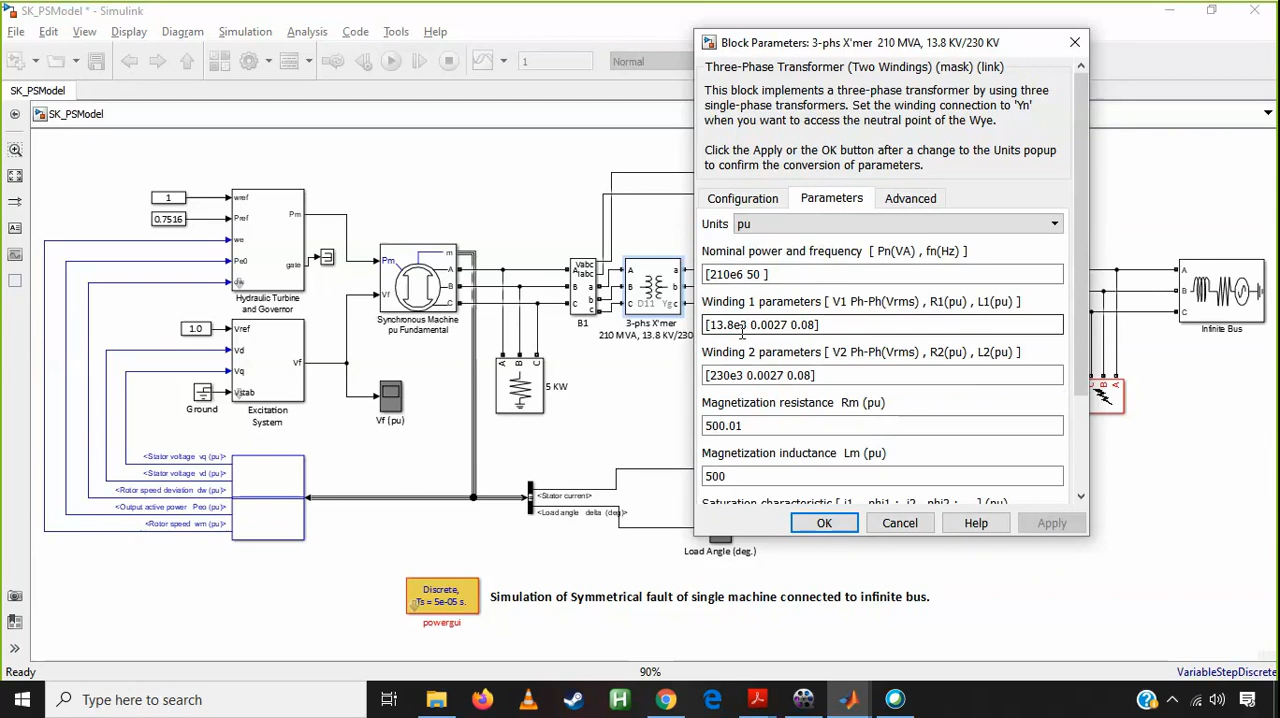 SK_PSModel * - Simulink
File Edit View Display Diagram Simulation Analysis Code Tools Help
1
Normal
SK_PSModel
SK_PSModel
Block Parameters: 3-phs X'mer 210 MVA, 13.8 KV/230 KV
Three-Phase Transformer (Two Windings) (mask) (link)
This block implements a three-phase transformer by using three
single-phase transformers. Set the winding connection to 'Yn'
when you want to access the neutral point of the Wye.
Click the Apply or the OK button after a change to the Units popup
to confirm the conversion of parameters.
Configuration Parameters Advanced
Units pu
Nominal power and frequency [ Pn(VA) , fn(Hz) ]
[210e6 50 ]
Winding 1 parameters [ V1 Ph-Ph(Vrms) , R1(pu) , L1(pu) ]
[13.8e3 0.0027 0.08]
Winding 2 parameters [ V2 Ph-Ph(Vrms) , R2(pu) , L2(pu) ]
[230e3 0.0027 0.08]
Magnetization resistance Rm (pu)
500.01
Magnetization inductance Lm (pu)
500
OK Cancel Help Apply
1
0.7516
wref
Pref
we
Pe0
dw
Pm
gate
Hydraulic Turbine
and Governor
1.0
Vref
Vd
Vq
Vstab
Vf
Ground
Excitation
System
Vf (pu)
Pm
Vf
m
A
B
C
Synchronous Machine
pu Fundamental
A B C
5 KW
Vabc
A Iabc
B a
b
C c
B1
A a
B b
C D11 Yg c
3-phs X'mer
210 MVA, 13.8 KV/230 KV
A
B
C
Infinite Bus
C B A
<Stator voltage vq (pu)>
<Stator voltage vd (pu)>
<Rotor speed deviation dw (pu)>
<Output active power Peo (pu)>
<Rotor speed wm (pu)>
<Stator current>
<Load angle delta (deg)>
Load Angle (deg.)
Discrete,
Ts = 5e-05 s.
powergui
Simulation of Symmetrical fault of single machine connected to infinite bus.
Ready 90% VariableStepDiscrete
Type here to search